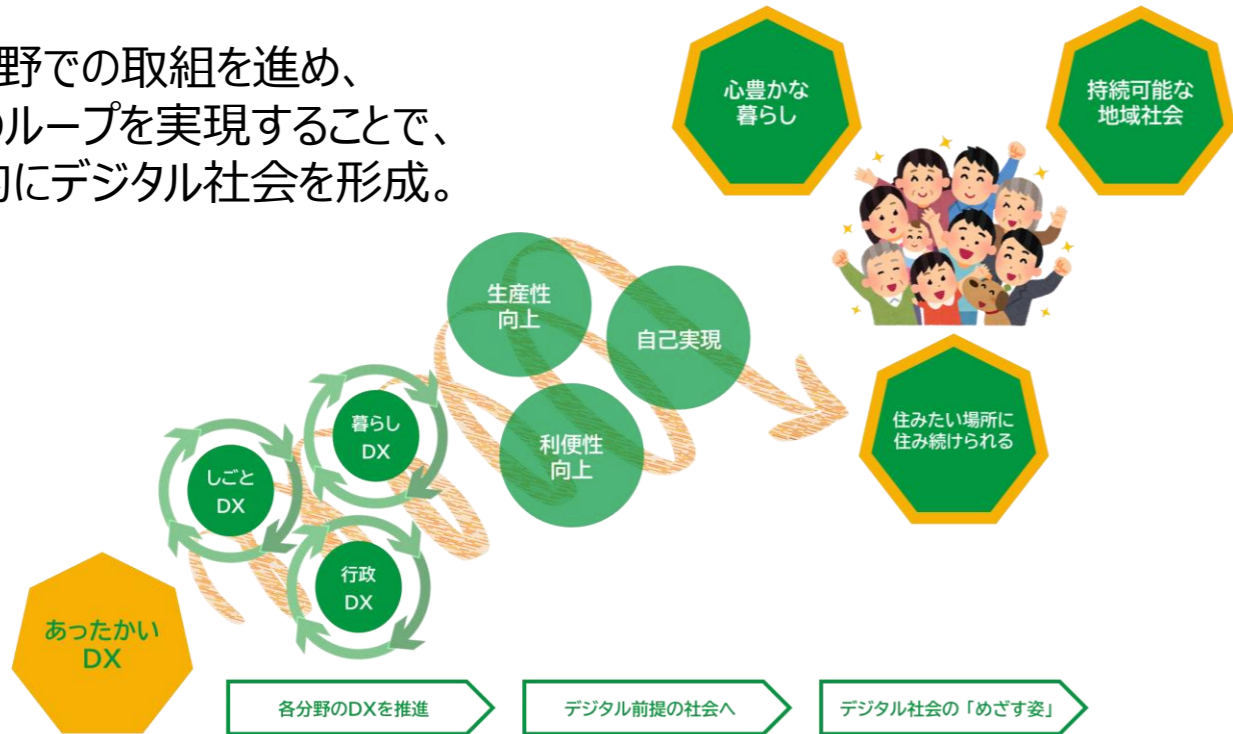 野での取組を進め、
ループを実現することで、
にデジタル社会を形成。
心豊かな
暮らし
持続可能な
地域社会
生産性
向上
自己実現
住みたい場所に
住み続けられる
暮らし
DX
利便性
向上
しごと
DX
行政
DX
あったかい
DX
各分野のDXを推進
デジタル前提の社会へ
デジタル社会の「めざす姿」